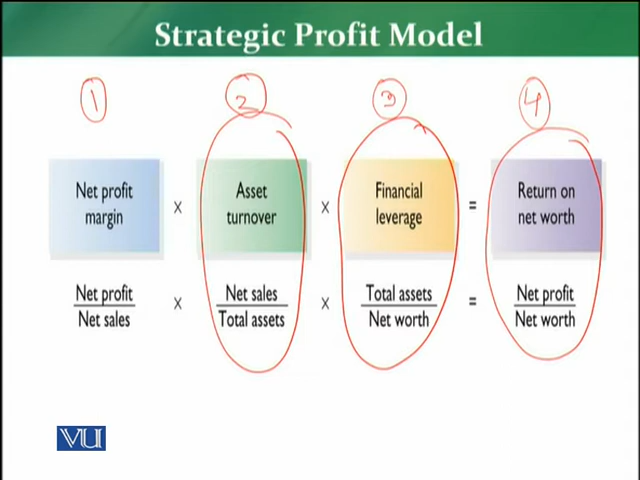 Strategic Profit Model
1 2 3 4
Net profit margin × Asset turnover × Financial leverage = Return on net worth
Net profit × Net sales × Total assets = Net profit
Net sales Total assets Net worth Net worth
VU